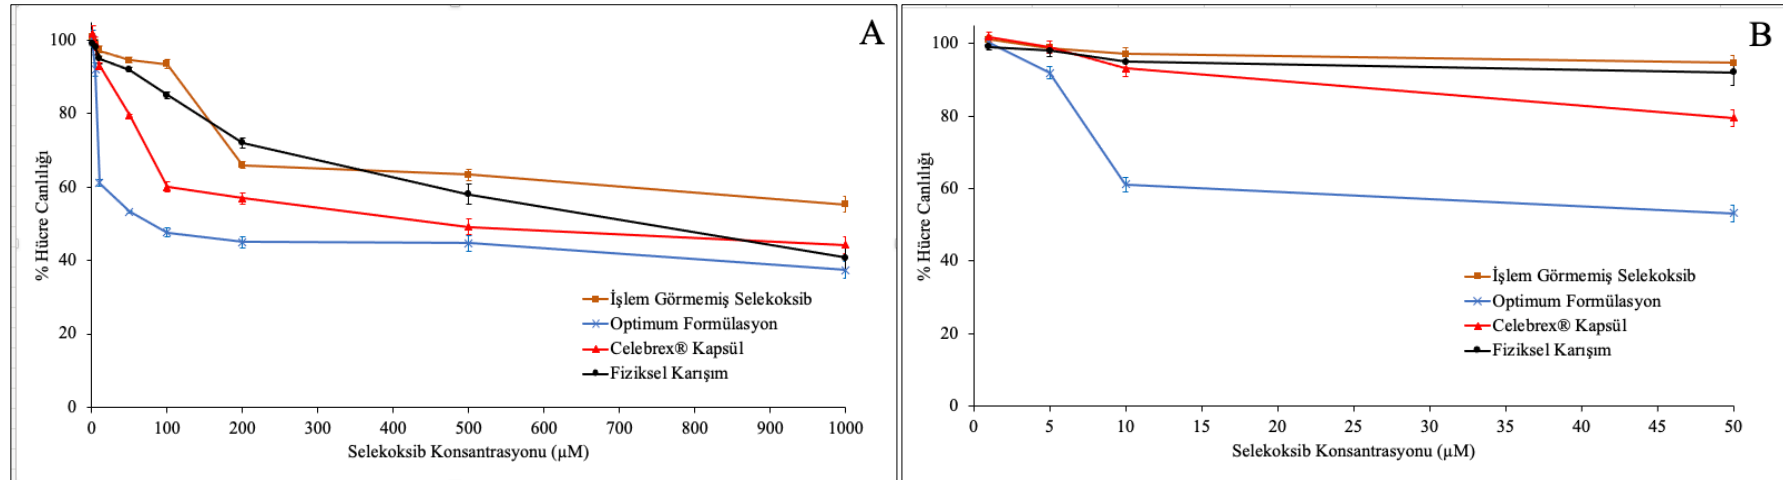 A
% Hücre Canlılığı
100
80
60
40
20
0
İşlem Görmemiş Selekoksib
Optimum Formülasyon
Celebrex® Kapsül
Fiziksel Karışım
0 100 200 300 400 500 600 700 800 900 1000
Selekoksib Konsantrasyonu (µM)
B
% Hücre Canlılığı
100
80
60
40
20
0
İşlem Görmemiş Selekoksib
Optimum Formülasyon
Celebrex® Kapsül
Fiziksel Karışım
0 5 10 15 20 25 30 35 40 45 50
Selekoksib Konsantrasyonu (µM)